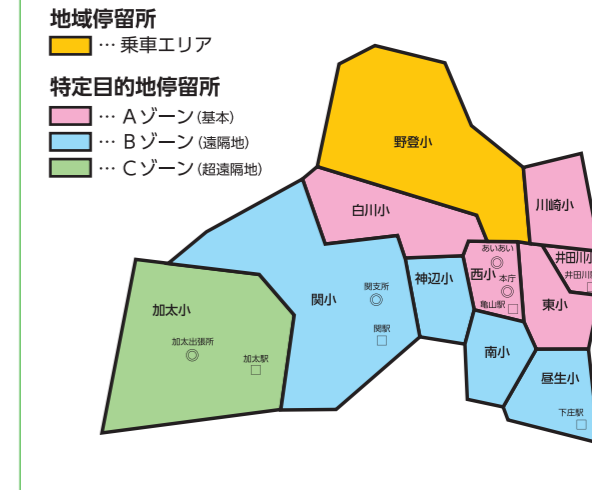 地域停留所
… 乗車エリア
特定目的地停留所
… Aゾーン(基本)
… Bゾーン(遠隔地)
… Cゾーン(超遠隔地)
野登小
川崎小
白川小
あいあい
井田川小
井田川
西小
本庁
亀山駅
東小
神辺小
関支所
関小
関駅
加太小
加太出張所
加太駅
南小
昼生小
下庄駅